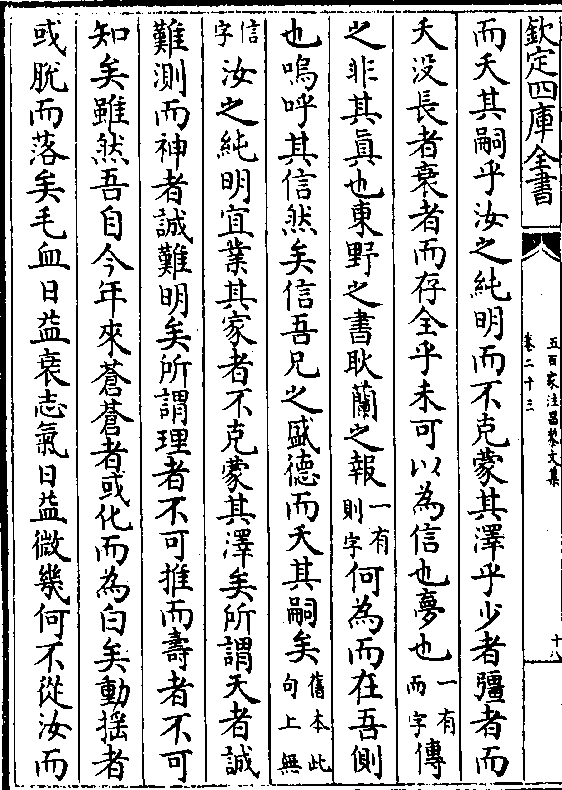 欽定四庫全書
五百家注昌黎文集
卷二十三
十八
而夭其嗣乎汝之純明而不克蒙其澤乎少者彊者而
夭没長者衰者而存全乎未可以為信也夢也一有而字傳
之非其真也東野之書耿蘭之報一有則字何為而在吾側
也嗚呼其信然矣信吾兄之盛德而夭其嗣矣舊本此句上無
信字汝之純明宜業其家者不克蒙其澤矣所謂天者誠
難測而神者誠難明矣所謂理者不可推而壽者不可
知矣雖然吾自今年來蒼蒼者或化而為白矣動揺者
或脫而落矣毛血日益衰志氣日益微幾何不從汝而